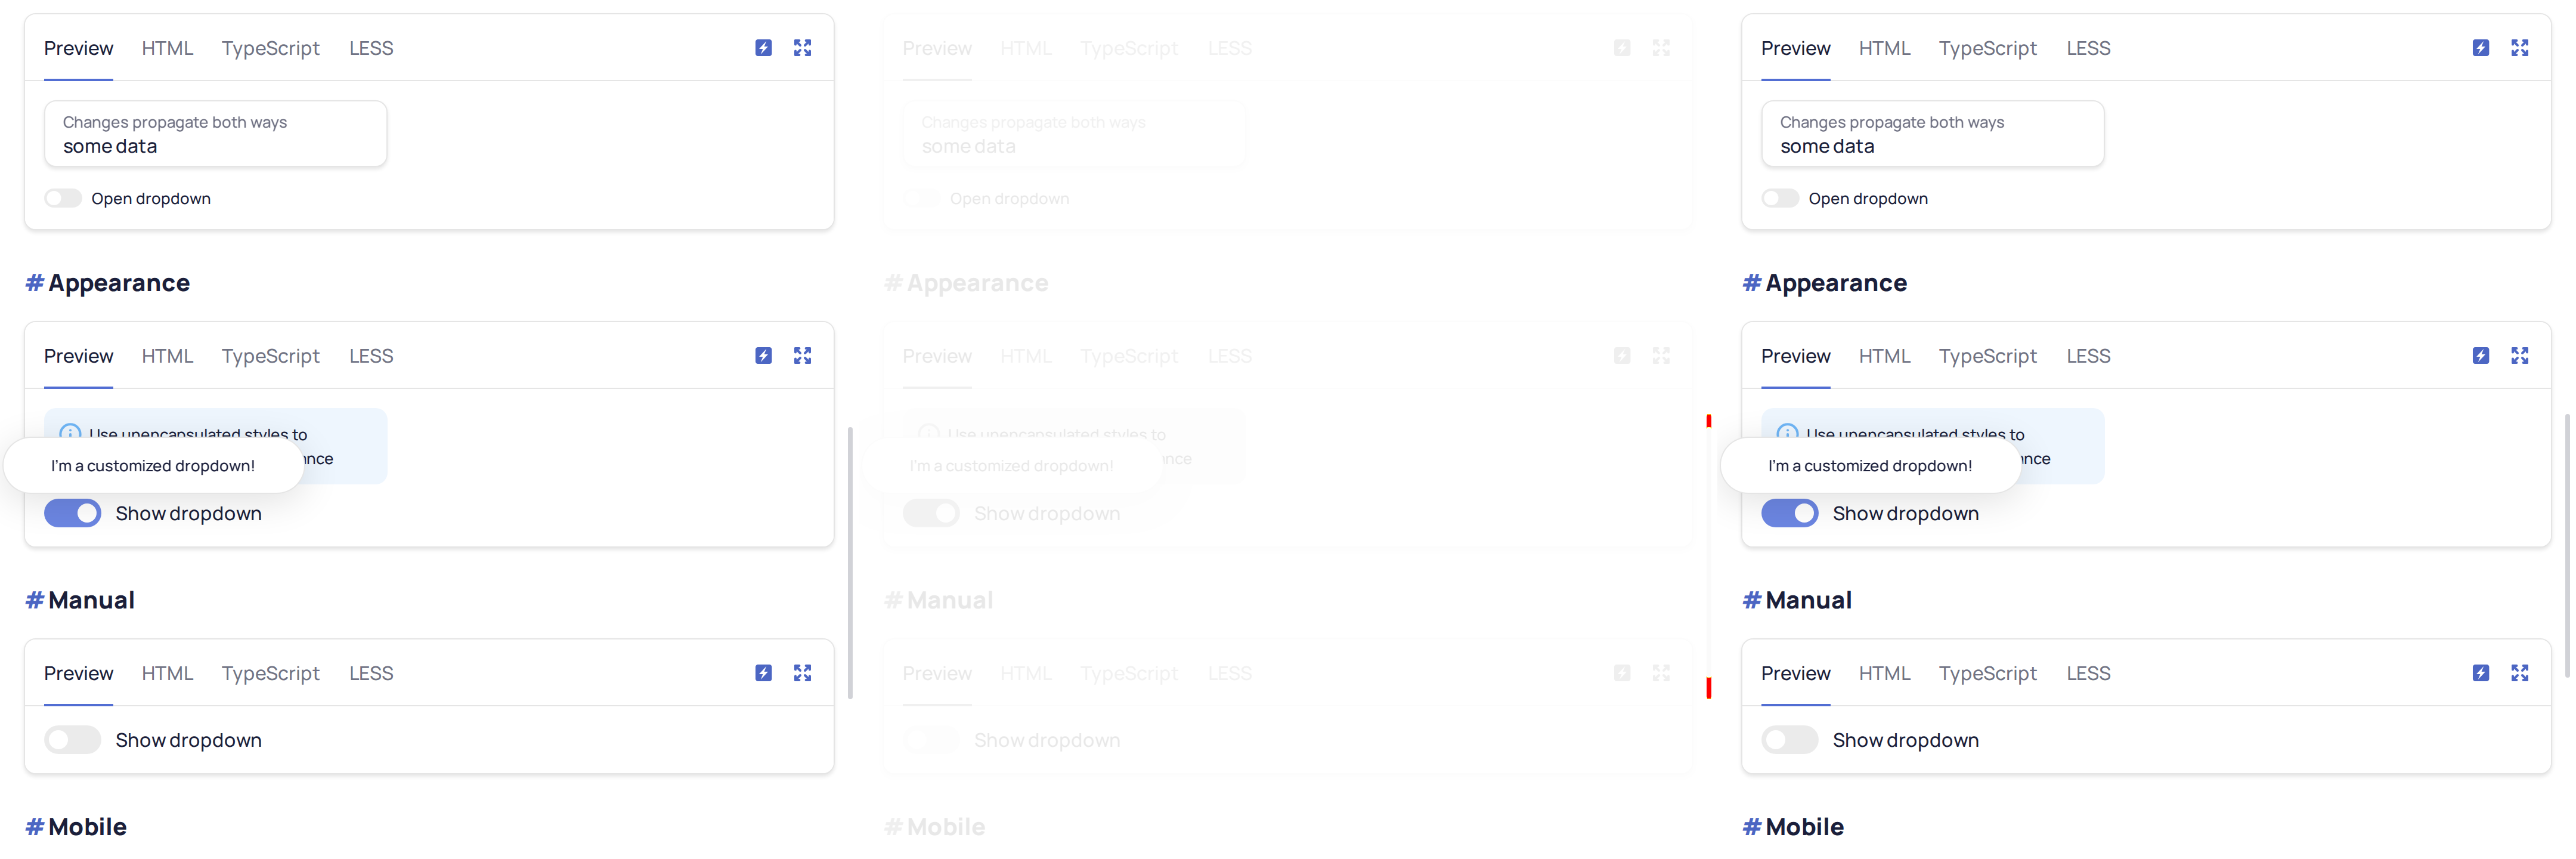 Preview HTML TypeScript LESS
Changes propagate both ways
some data
Open dropdown
# Appearance
Preview HTML TypeScript LESS
Use unencapsulated styles to
I'm a customized dropdown!
Show dropdown
# Manual
Preview HTML TypeScript LESS
Show dropdown
# Mobile
Preview HTML TypeScript LESS
Changes propagate both ways
some data
Open dropdown
# Appearance
Preview HTML TypeScript LESS
Use unencapsulated styles to
I'm a customized dropdown!
Show dropdown
# Manual
Preview HTML TypeScript LESS
Show dropdown
# Mobile
Preview HTML TypeScript LESS
Changes propagate both ways
some data
Open dropdown
# Appearance
Preview HTML TypeScript LESS
Use unencapsulated styles to
I'm a customized dropdown!
Show dropdown
# Manual
Preview HTML TypeScript LESS
Show dropdown
# Mobile